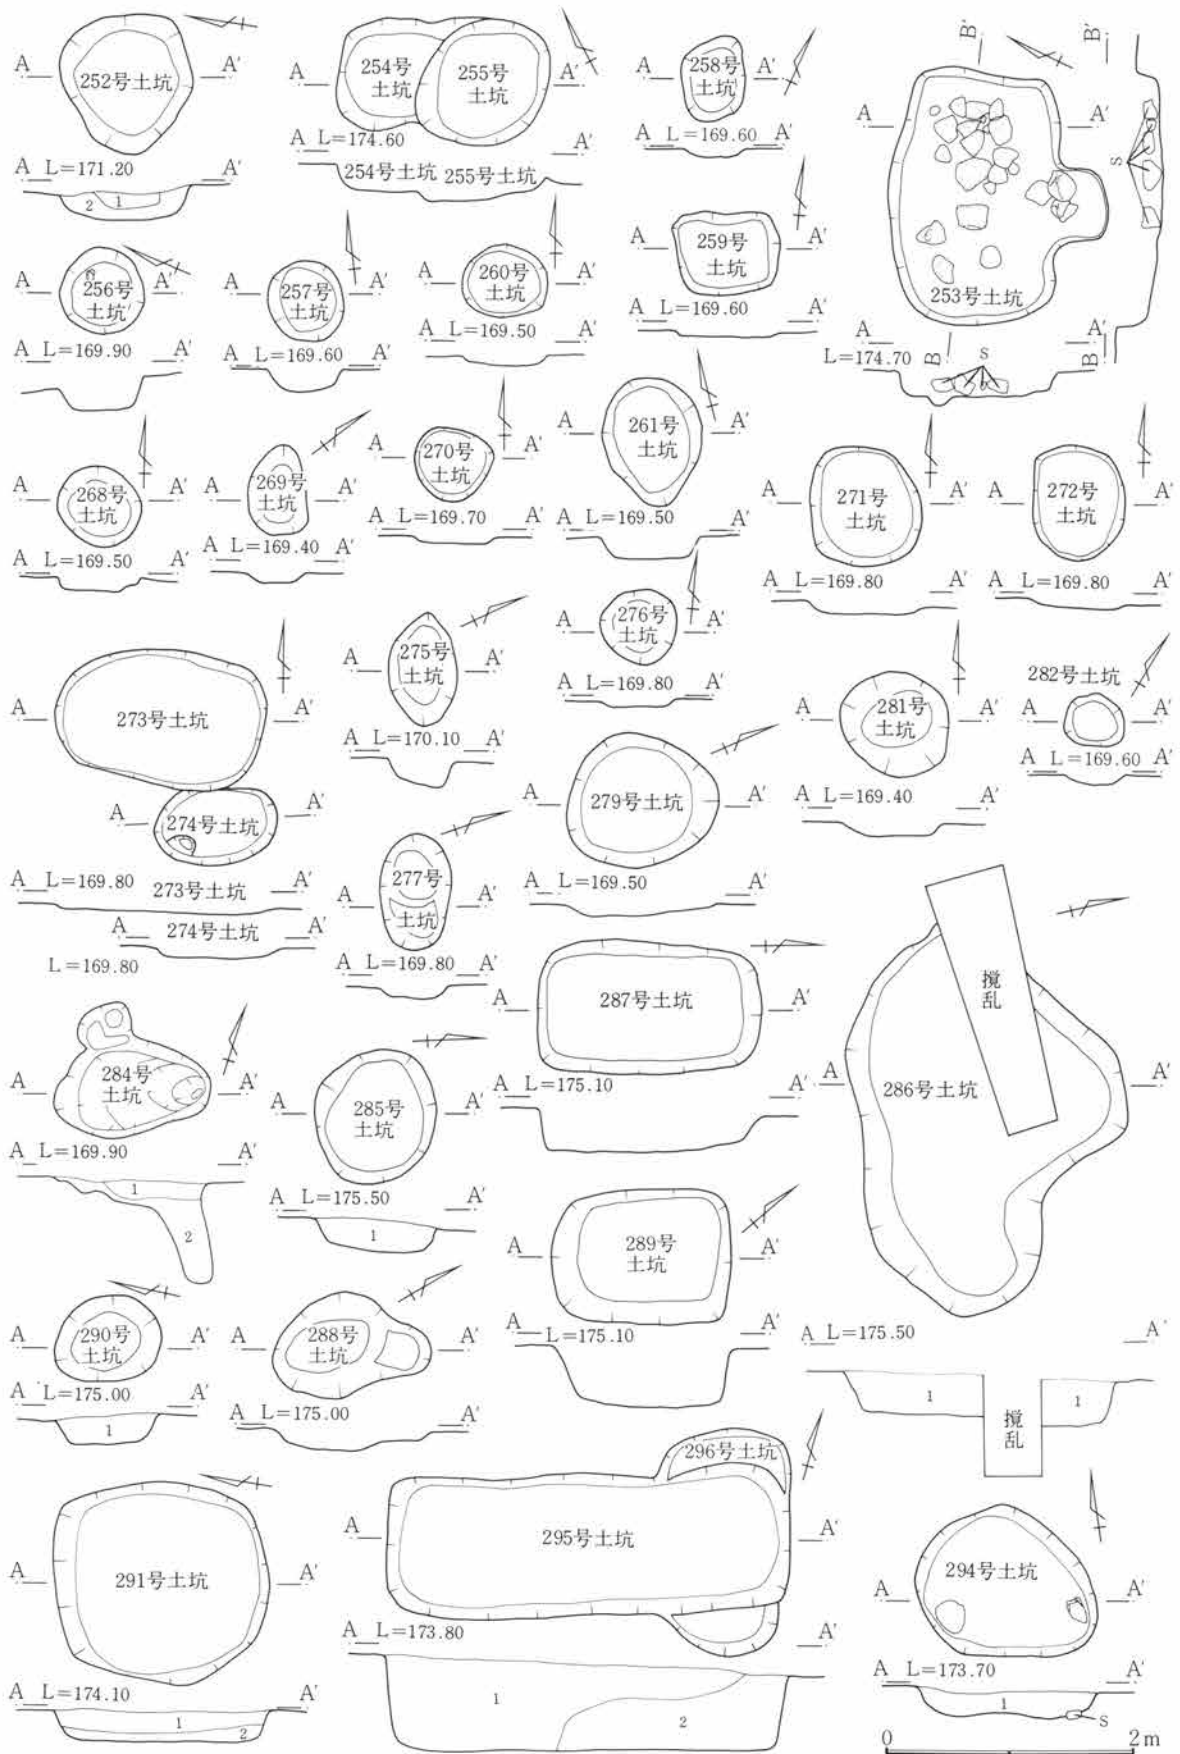 A
252号土坑
A′
A L=171.20 A′
2 1
A
254号
土坑
255号
土坑
A′
A L=174.60 A′
254号土坑 255号土坑
A
258号
土坑
A′
A L=169.60 A′
B′ B′
A A′
S
253号土坑
A A′
L=174.70
B B
S
A
256号
土坑
A′
A L=169.90 A′
A
257号
土坑
A′
A L=169.60 A′
A
260号
土坑
A′
A L=169.50 A′
A
259号
土坑
A′
A L=169.60 A′
A
268号
土坑
A′
A L=169.50 A′
A
269号
土坑
A′
A L=169.40 A′
A
270号
土坑
A′
A L=169.70 A′
A
261号
土坑
A′
A L=169.50 A′
A
271号
土坑
A′
A L=169.80 A′
A
272号
土坑
A′
A L=169.80 A′
A
273号土坑
A′
A
274号土坑
A′
A L=169.80 273号土坑 A′
A 274号土坑 A′
L=169.80
A
275号
土坑
A′
A L=170.10 A′
A
276号
土坑
A′
A L=169.80 A′
A
281号
土坑
A′
A L=169.40 A′
282号土坑
A A′
A L=169.60 A′
A
277号
土坑
A′
A L=169.80 A′
A
279号土坑
A′
A L=169.50 A′
A
284号
土坑
A′
A L=169.90 A′
1
2
A
285号
土坑
A′
A L=175.50 A′
1
A
287号土坑
A′
A L=175.10 A′
A
286号土坑
攪乱
A′
A L=175.50 A′
1
攪乱
1
A
289号
土坑
A′
A L=175.10 A′
A
290号
土坑
A′
A L=175.00 A′
1
A
288号
土坑
A′
A L=175.00 A′
A
291号土坑
A′
A L=174.10 A′
1
2
296号土坑
A
295号土坑
A′
A L=173.80 A′
1
2
A
294号土坑
A′
A L=173.70 A′
1
S
0 2m